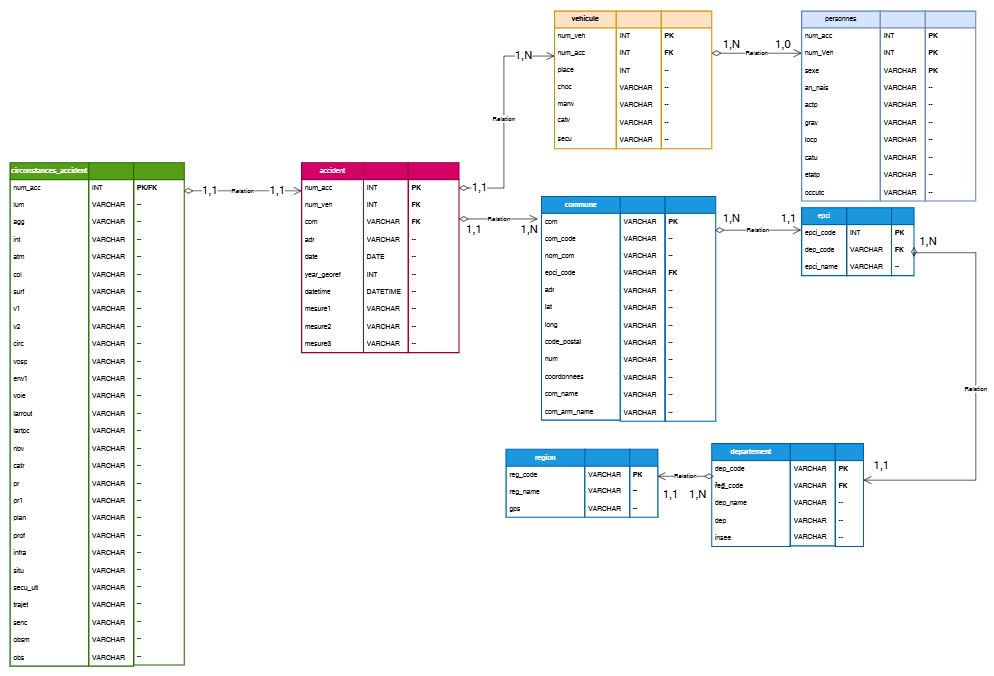 circonstances_accident
num_acc INT PK/FK
lum VARCHAR --
agg VARCHAR --
int VARCHAR --
atm VARCHAR --
col VARCHAR --
surf VARCHAR --
v1 VARCHAR --
v2 VARCHAR --
circ VARCHAR --
vosp VARCHAR --
env1 VARCHAR --
voie VARCHAR --
larrout VARCHAR --
lartpc VARCHAR --
nbv VARCHAR --
catr VARCHAR --
pr VARCHAR --
pr1 VARCHAR --
plan VARCHAR --
prof VARCHAR --
infra VARCHAR --
situ VARCHAR --
secu_utl VARCHAR --
trajet VARCHAR --
senc VARCHAR --
obsm VARCHAR --
obs VARCHAR --
1,1 Relation 1,1
accident
num_acc INT PK
num_veh INT FK
com VARCHAR FK
adr VARCHAR --
date DATE --
year_georef INT --
datetime DATETIME --
mesure1 VARCHAR --
mesure2 VARCHAR --
mesure3 VARCHAR --
1,N
Relation
1,1
Relation
1,1 1,N
vehicule
num_veh INT PK
num_acc INT FK
place INT --
choc VARCHAR --
manv VARCHAR --
catv VARCHAR --
secu VARCHAR --
1,N Relation 1,0
personnes
num_acc INT PK
num_Veh INT PK
sexe VARCHAR PK
an_nais VARCHAR --
actp VARCHAR --
grav VARCHAR --
locp VARCHAR --
catu VARCHAR --
etatp VARCHAR --
occutc VARCHAR --
commune
com VARCHAR PK
com_code VARCHAR --
nom_com VARCHAR --
epci_code VARCHAR FK
adr VARCHAR --
lat VARCHAR --
long VARCHAR --
code_postal VARCHAR --
num VARCHAR --
coordonnees VARCHAR --
com_name VARCHAR --
com_arm_name VARCHAR --
1,N Relation 1,1
epci
epci_code INT PK
dep_code VARCHAR FK
epci_name VARCHAR --
1,N
Relation
1,1
departement
dep_code VARCHAR PK
reg_code VARCHAR FK
dep_name VARCHAR --
dep VARCHAR --
insee VARCHAR --
Relation
1,1 1,N
region
reg_code VARCHAR PK
reg_name VARCHAR --
gps VARCHAR --